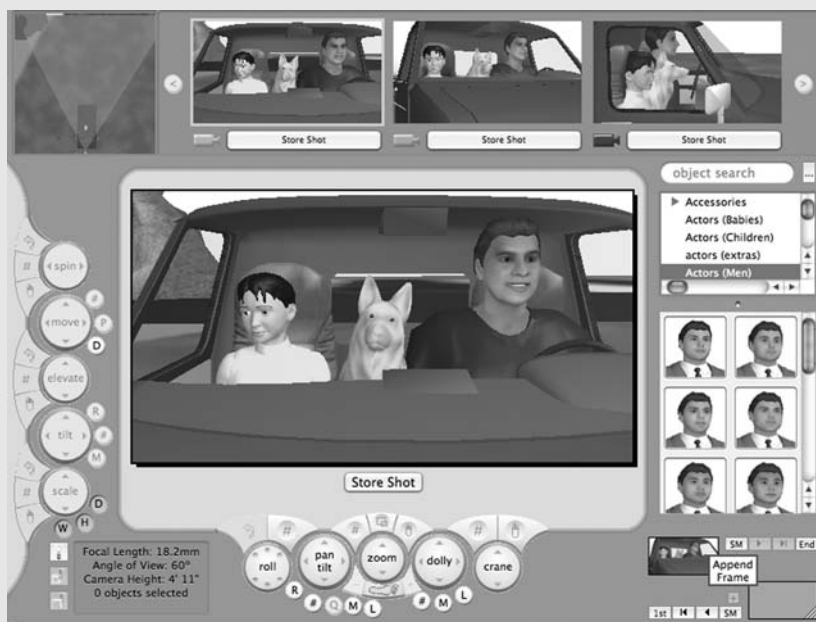 <
>
Store Shot
Store Shot
Store Shot
object search
...
Accessories
Actors (Babies)
Actors (Children)
actors (extras)
Actors (Men)
spin
#
move
#
P
D
elevate
#
R
tilt
#
M
scale
#
D
H
W
Store Shot
Focal Length: 18.2mm
Angle of View: 60°
Camera Height: 4' 11"
0 objects selected
#
#
#
roll
pan
tilt
zoom
dolly
crane
R
#
Q
M
L
#
M
L
SM
End
Append
Frame
1st
SM